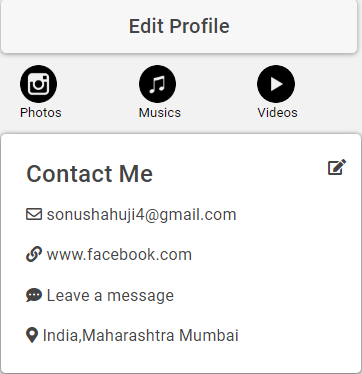 Edit Profile
Photos Musics Videos
Contact Me
sonushahuji4@gmail.com
www.facebook.com
Leave a message
India,Maharashtra Mumbai